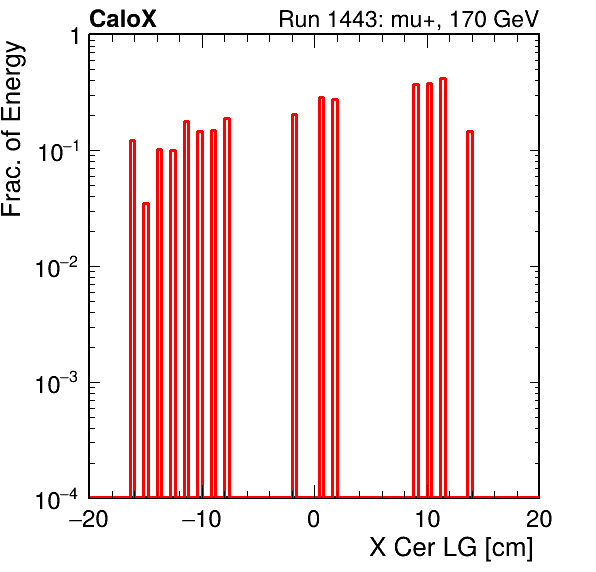 CaloX Run 1443: mu+, 170 GeV
Frac. of Energy
1
10⁻¹
10⁻²
10⁻³
10⁻⁴
−20 −10 0 10 20
X Cer LG [cm]